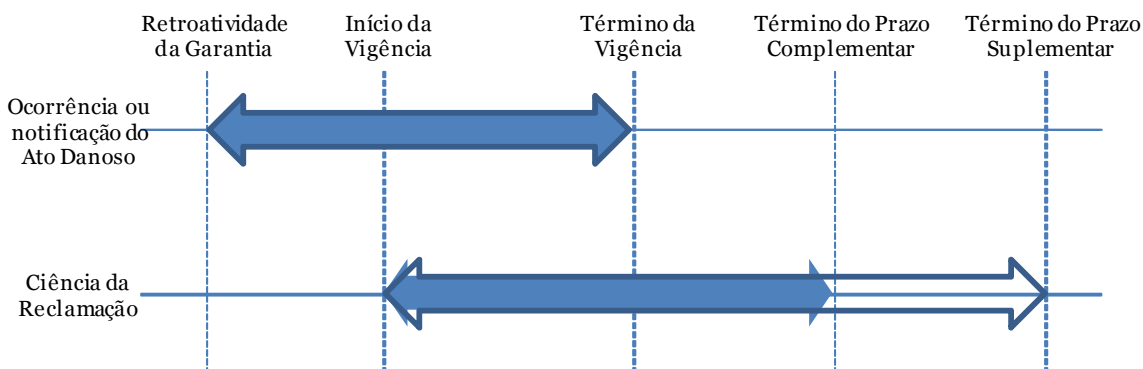 Retroatividade
da Garantia
Início da
Vigência
Término da
Vigência
Término do Prazo
Complementar
Término do Prazo
Suplementar
Ocorrência ou
notificação do
Ato Danoso
Ciência da
Reclamação